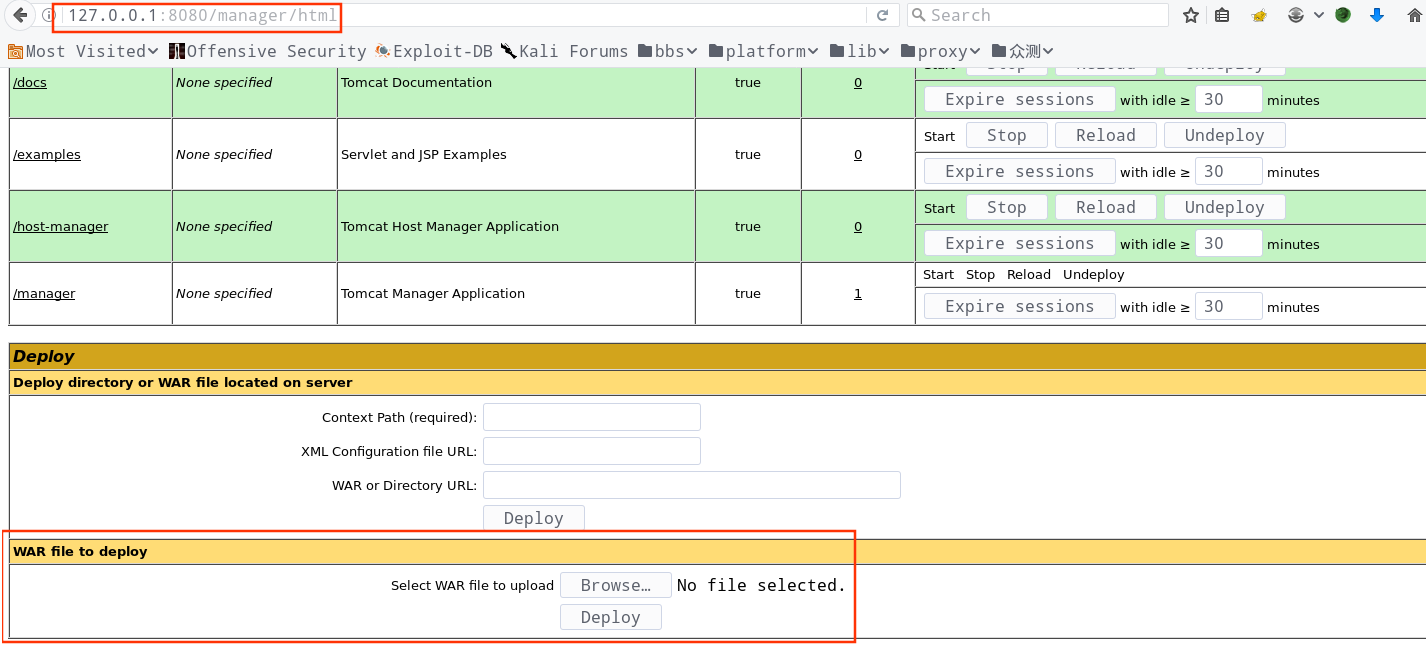 127.0.0.1:8080/manager/html Search
Most Visited Offensive Security Exploit-DB Kali Forums bbs platform lib proxy 众测
Start Stop Reload Undeploy
/docs None specified Tomcat Documentation true 0
Expire sessions with idle ≥ 30 minutes
Start Stop Reload Undeploy
/examples None specified Servlet and JSP Examples true 0
Expire sessions with idle ≥ 30 minutes
Start Stop Reload Undeploy
/host-manager None specified Tomcat Host Manager Application true 0
Expire sessions with idle ≥ 30 minutes
Start Stop Reload Undeploy
/manager None specified Tomcat Manager Application true 1
Expire sessions with idle ≥ 30 minutes
Deploy
Deploy directory or WAR file located on server
Context Path (required):
XML Configuration file URL:
WAR or Directory URL:
Deploy
WAR file to deploy
Select WAR file to upload Browse… No file selected.
Deploy